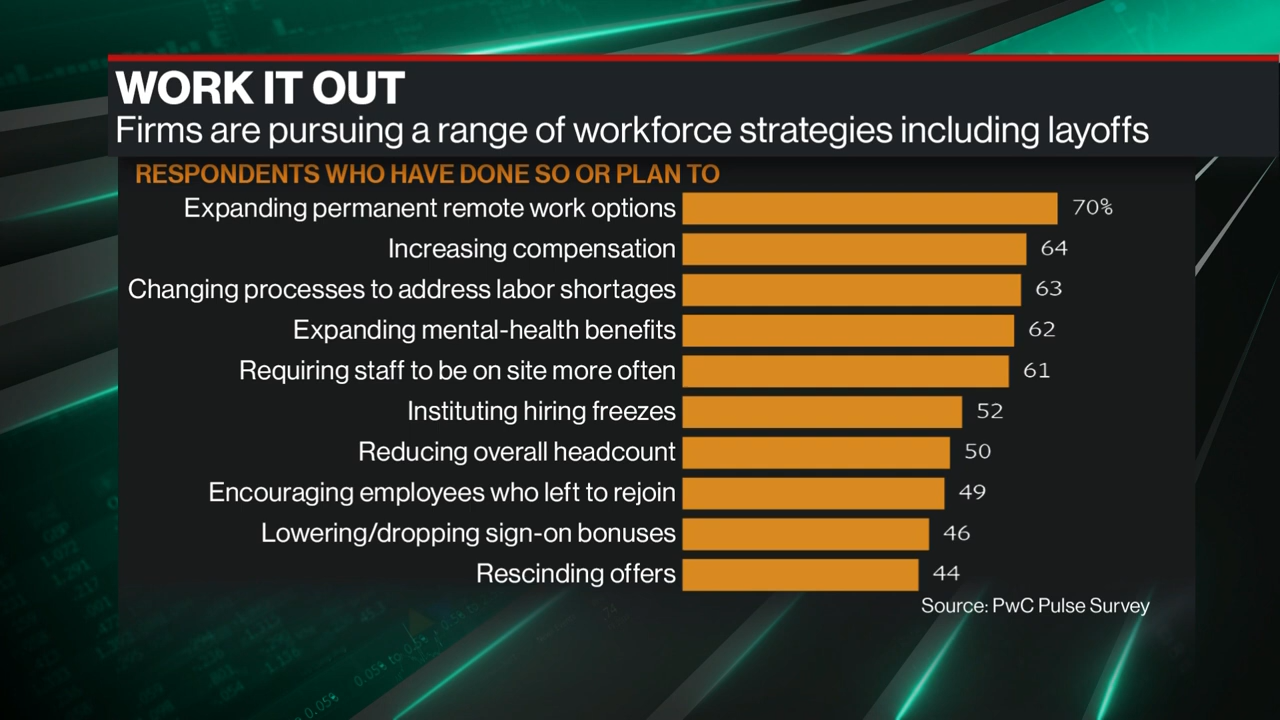 WORK IT OUT
Firms are pursuing a range of workforce strategies including layoffs
RESPONDENTS WHO HAVE DONE SO OR PLAN TO
Expanding permanent remote work options 70%
Increasing compensation 64
Changing processes to address labor shortages 63
Expanding mental-health benefits 62
Requiring staff to be on site more often 61
Instituting hiring freezes 52
Reducing overall headcount 50
Encouraging employees who left to rejoin 49
Lowering/dropping sign-on bonuses 46
Rescinding offers 44
Source: PwC Pulse Survey